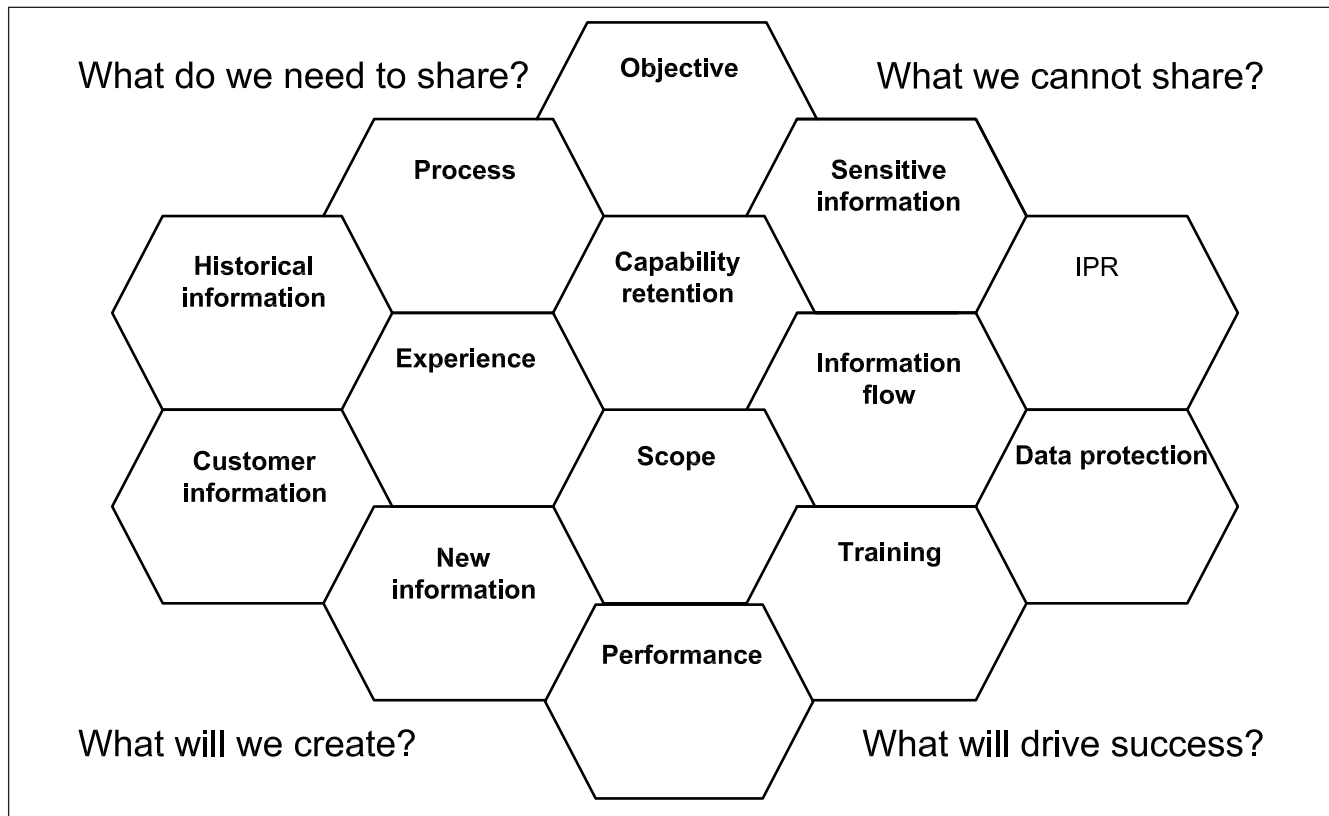 What do we need to share?
Objective
What we cannot share?
Process
Sensitive
information
Historical
information
Capability
retention
IPR
Experience
Information
flow
Customer
information
Scope
Data protection
New
information
Training
Performance
What will we create?
What will drive success?